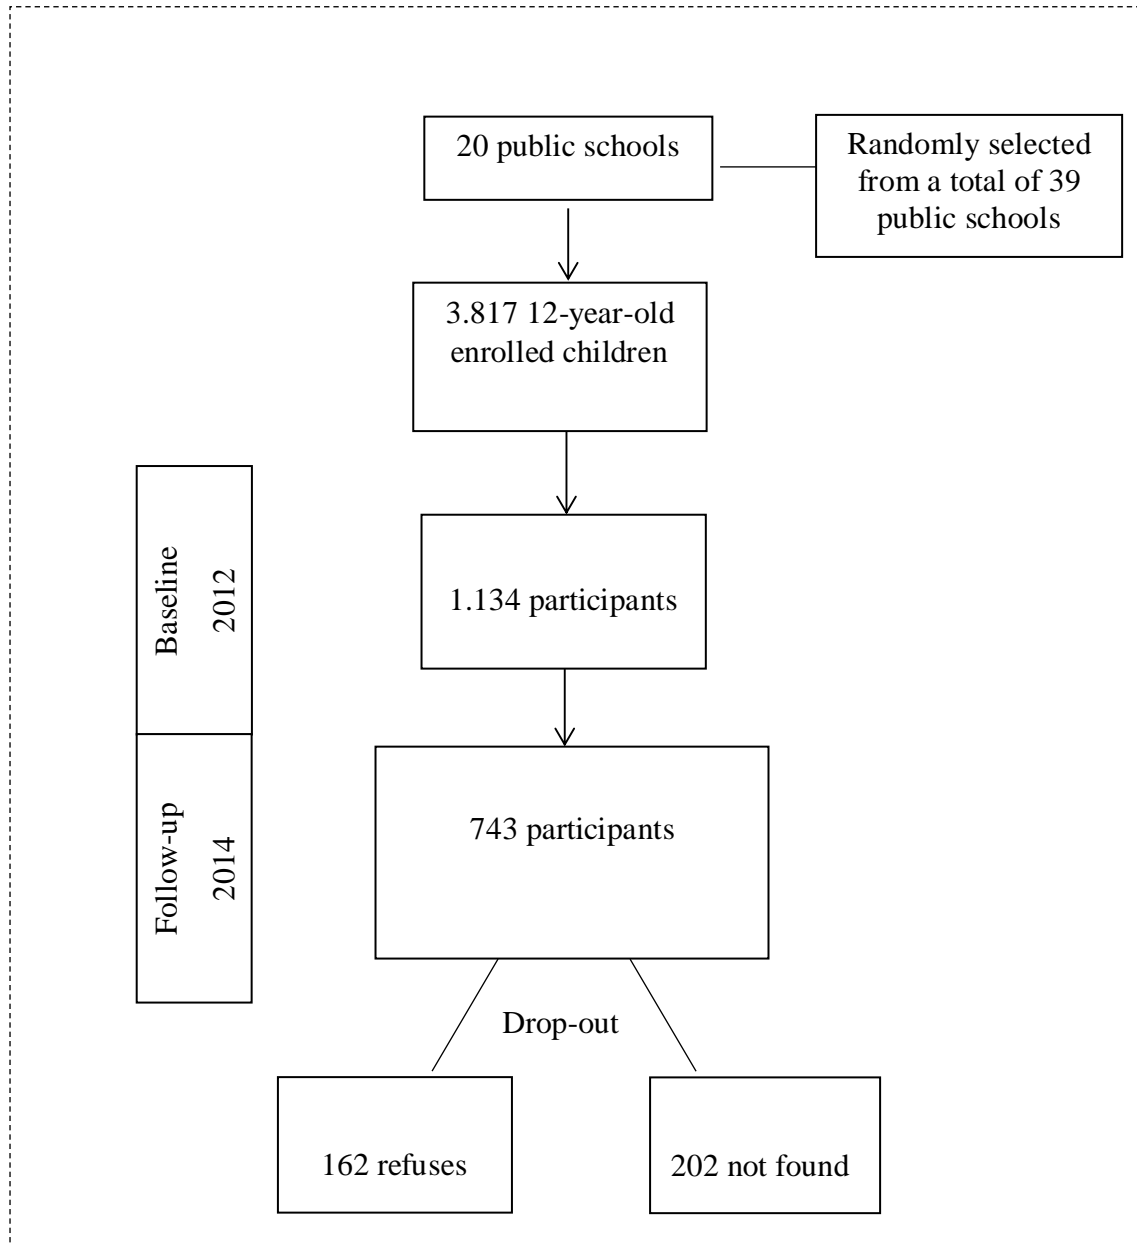 20 public schools
Randomly selected
from a total of 39
public schools
3.817 12-year-old
enrolled children
Baseline
2012
1.134 participants
Follow-up
2014
743 participants
Drop-out
162 refuses
202 not found